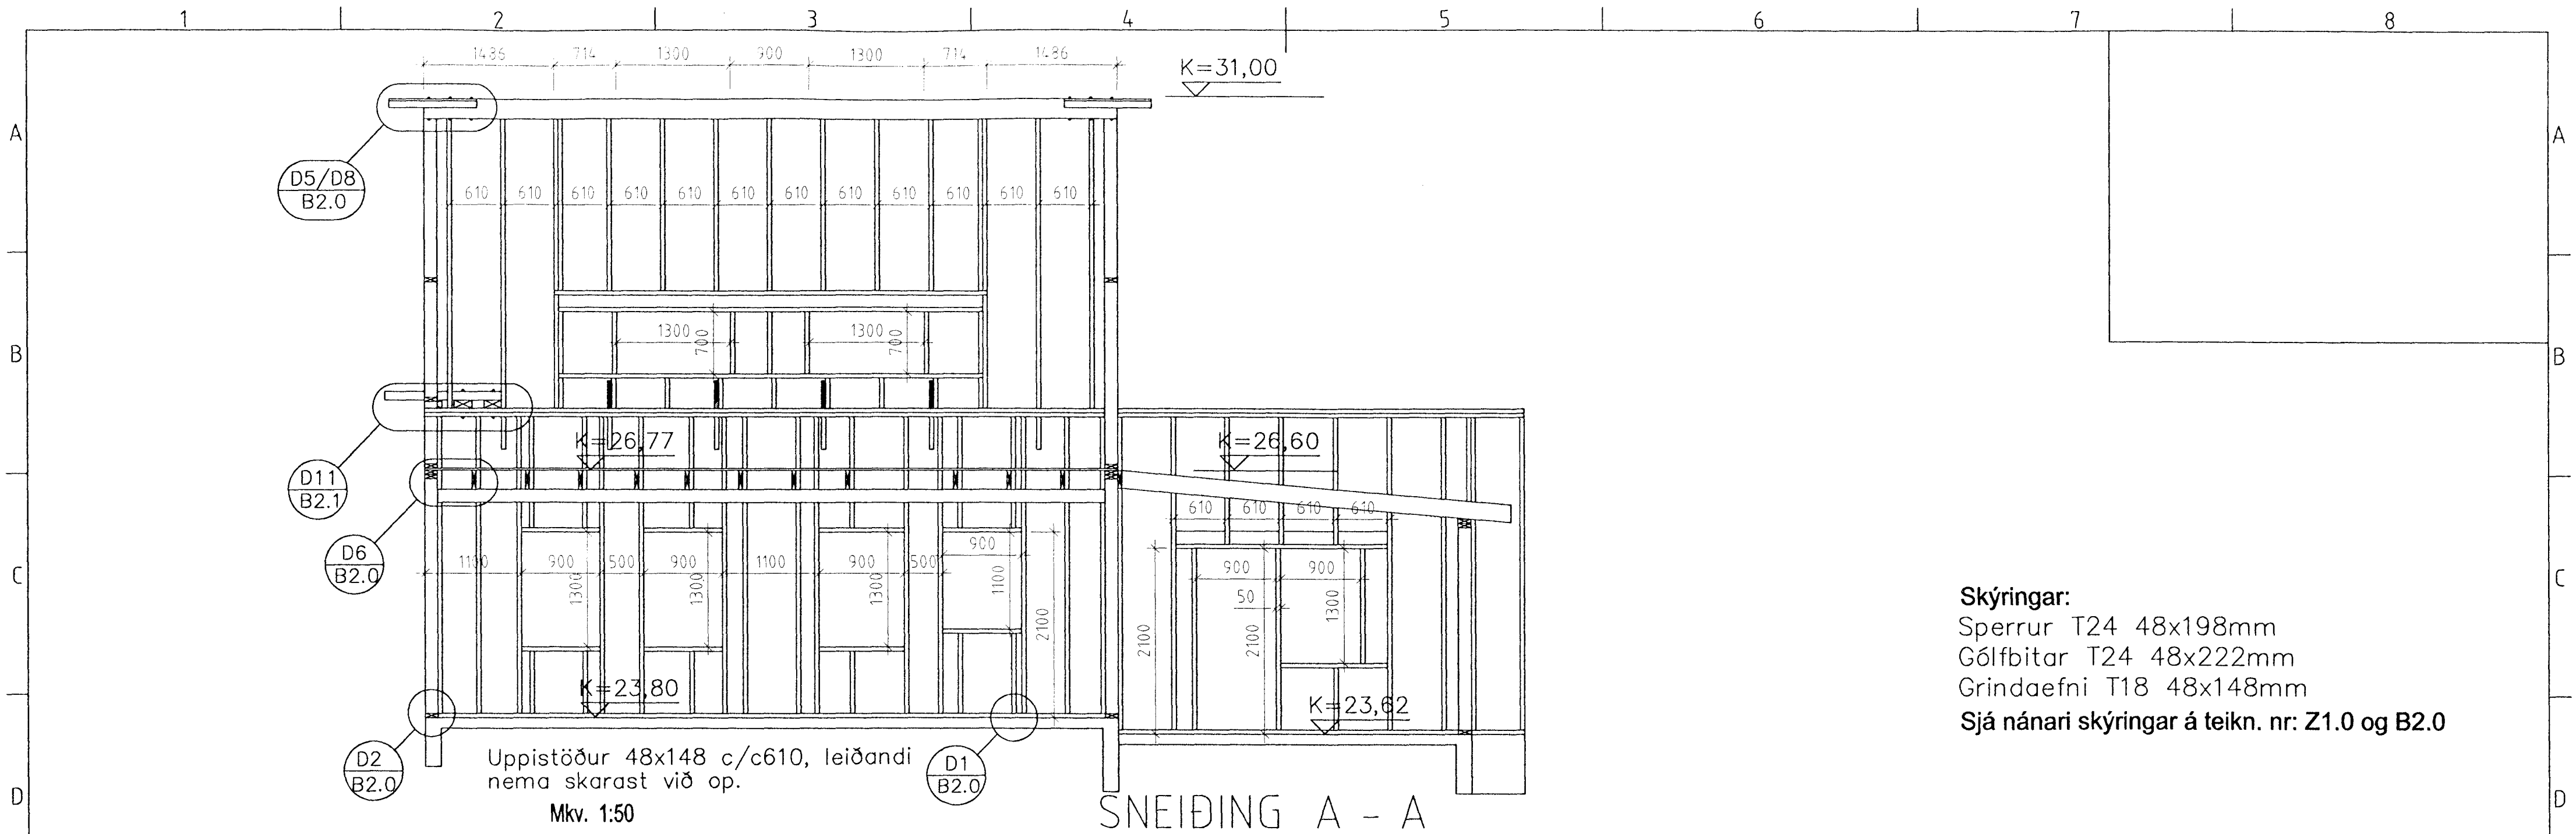 1 2 3 4 5 6 7 8
1486 714 1300 900 1300 714 1486
K=31,00
A A
D5/D8
B2.0
610 610 610 610 610 610 610 610 610 610 610 610
B B
1300 700 1300 700
K=26,77
K=26,60
D11
B2.1
610 610 610 610
D6
B2.0
C C
1100 900 500 900 1100 900 500 900
1300 1300 1300 1100 2100
900 900
50
2100 2100 1300
Skýringar:
Sperrur T24 48x198mm
Gólfbitar T24 48x222mm
Grindaefni T18 48x148mm
Sjá nánari skýringar á teikn. nr: Z1.0 og B2.0
K=23,80
K=23,62
D2
B2.0
Uppistöður 48x148 c/c610, leiðandi
nema skarast við op.
D1
B2.0
Mkv. 1:50
D D
SNEIÐING A - A